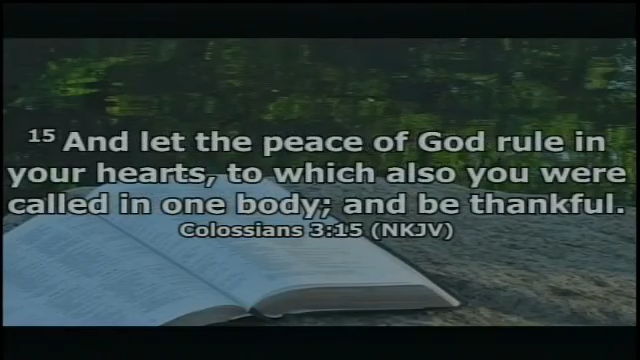 15 And let the peace of God rule in
your hearts, to which also you were
called in one body; and be thankful.
Colossians 3:15 (NKJV)